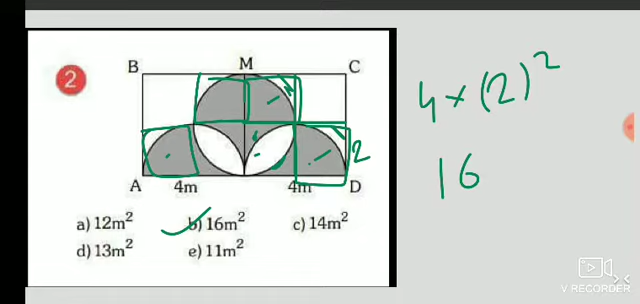 2
B M C
4 × (2)²
2
A 4m 4m D
16
a) 12m² b) 16m² c) 14m²
d) 13m² e) 11m²
V RECORDER